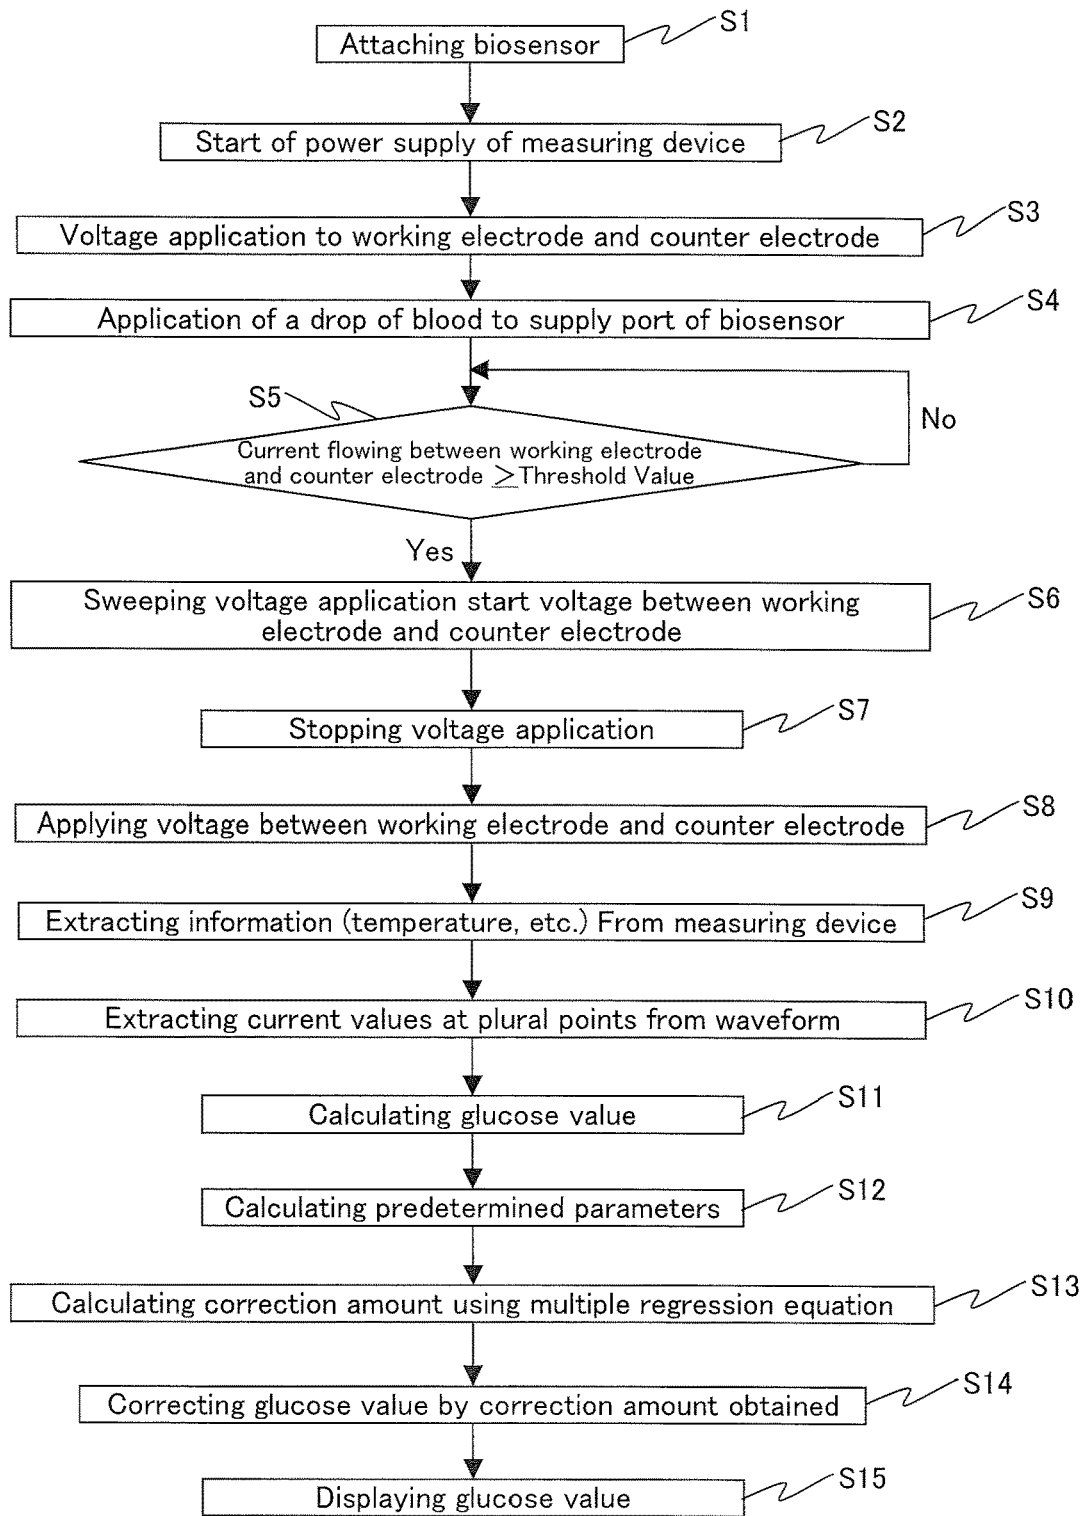 S1
Attaching biosensor
S2
Start of power supply of measuring device
S3
Voltage application to working electrode and counter electrode
S4
Application of a drop of blood to supply port of biosensor
S5
No
Current flowing between working electrode
and counter electrode ≥Threshold Value
Yes
S6
Sweeping voltage application start voltage between working
electrode and counter electrode
S7
Stopping voltage application
S8
Applying voltage between working electrode and counter electrode
S9
Extracting information (temperature, etc.) From measuring device
S10
Extracting current values at plural points from waveform
S11
Calculating glucose value
S12
Calculating predetermined parameters
S13
Calculating correction amount using multiple regression equation
S14
Correcting glucose value by correction amount obtained
S15
Displaying glucose value